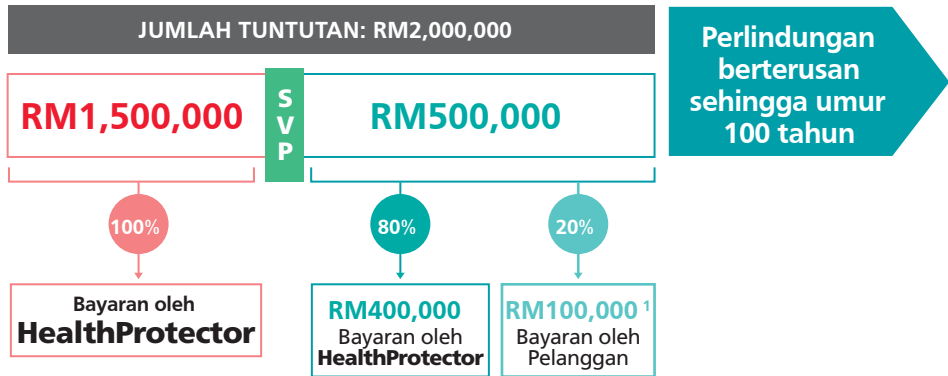 JUMLAH TUNTUTAN: RM2,000,000
Perlindungan
berterusan
sehingga umur
100 tahun
RM1,500,000
S
V
P
RM500,000
100%
80%
20%
Bayaran oleh
HealthProtector
RM400,000
Bayaran oleh
HealthProtector
RM100,000 ¹
Bayaran oleh
Pelanggan